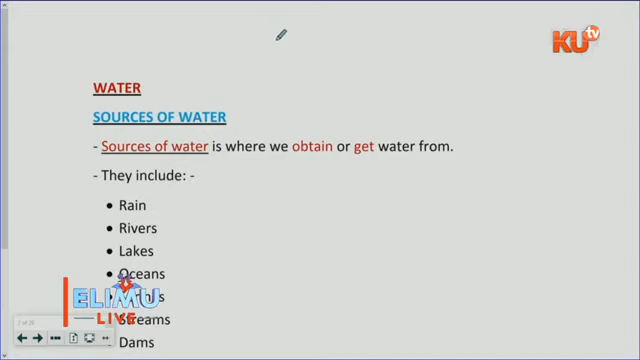 KU tv
WATER
SOURCES OF WATER
- Sources of water is where we obtain or get water from.
- They include: -
• Rain
• Rivers
• Lakes
• Oceans
ELIMU
LIVE
Streams
Dams